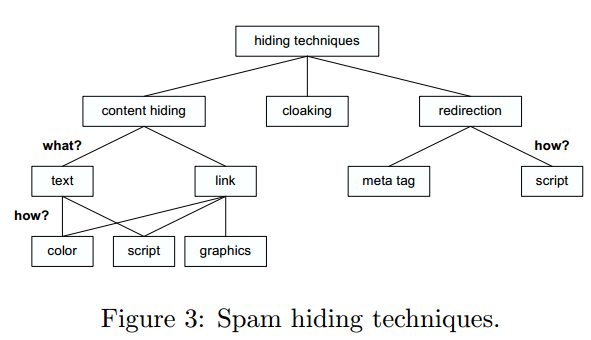 hiding techniques
content hiding
cloaking
redirection
what?
how?
text
link
meta tag
script
how?
color
script
graphics
Figure 3: Spam hiding techniques.